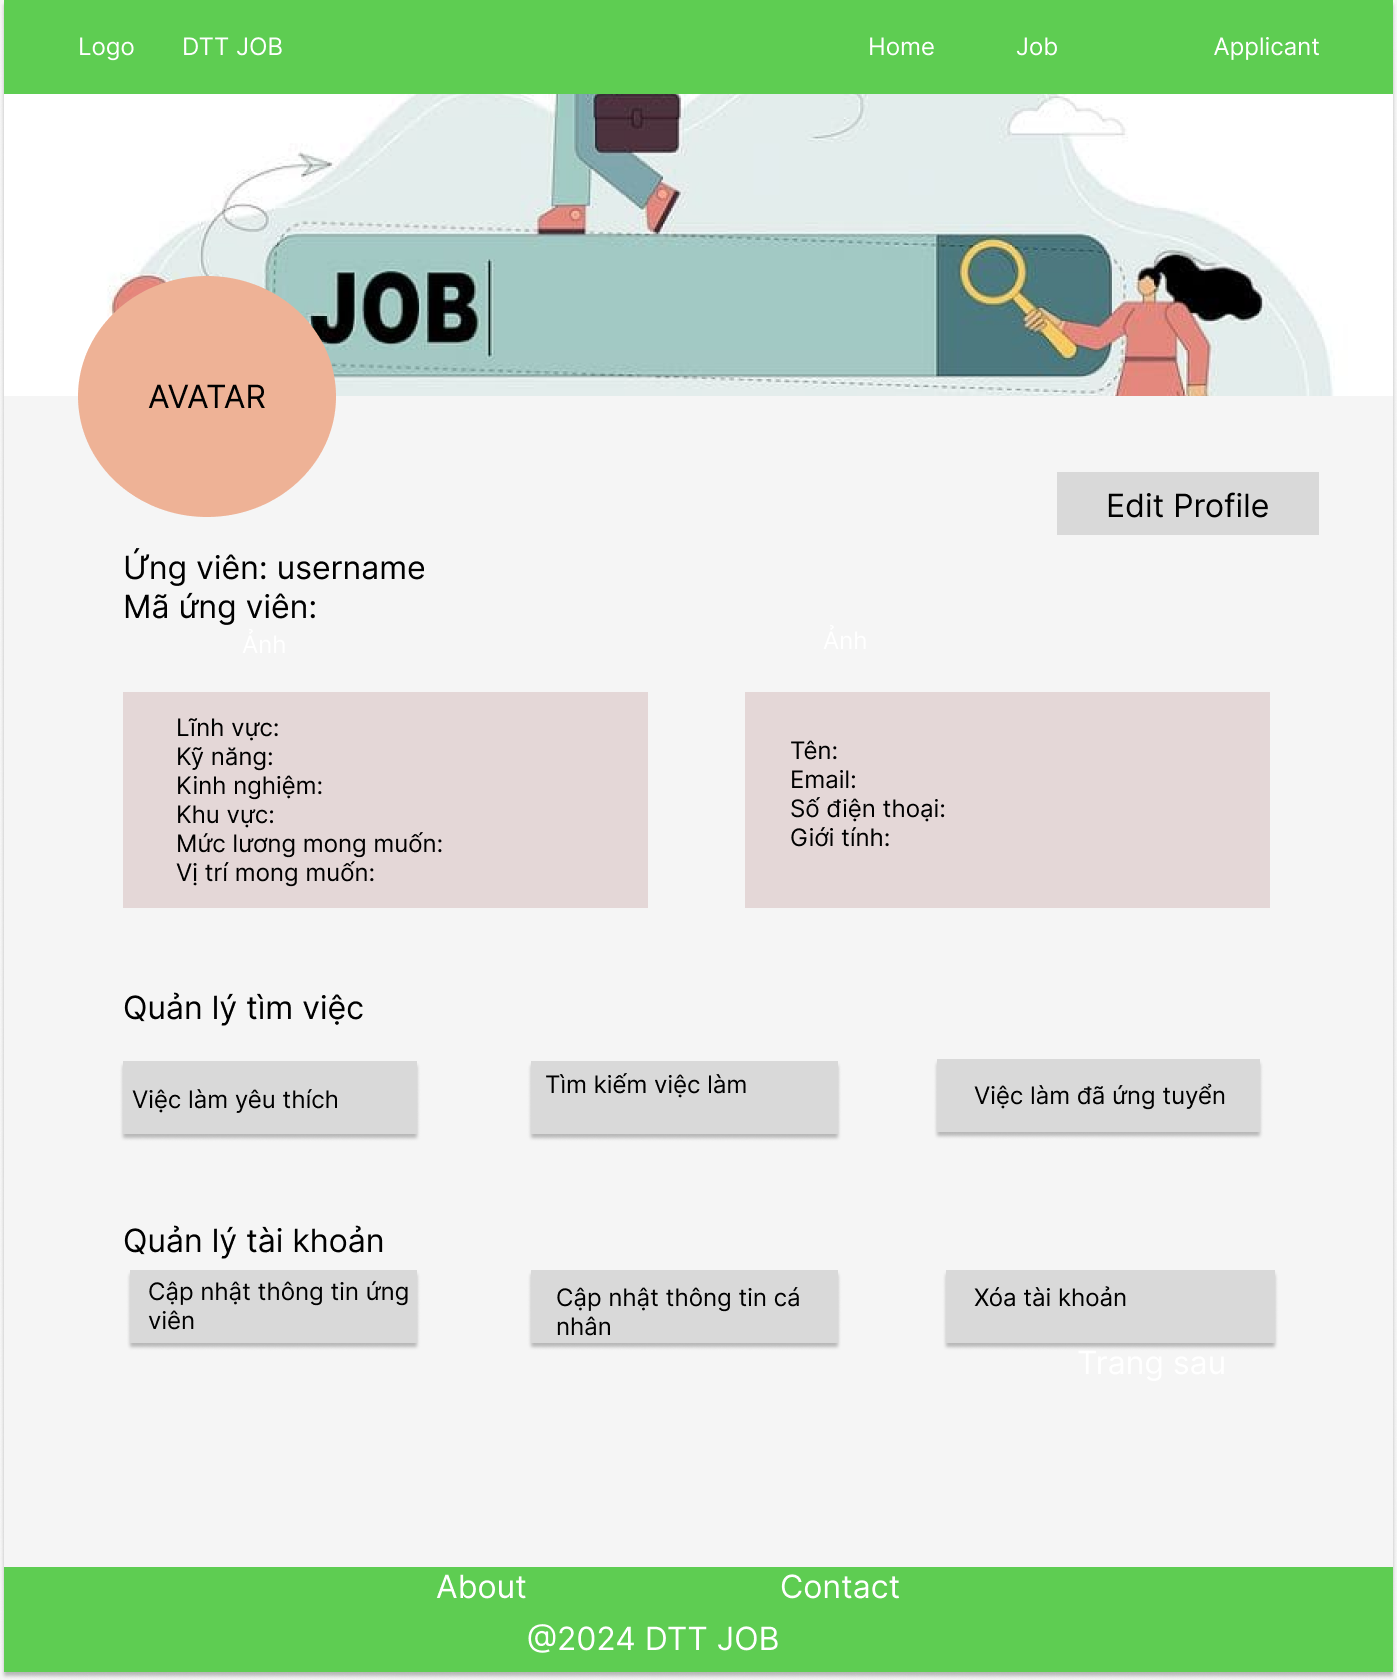 Logo DTT JOB Home Job Applicant
JOB
AVATAR
Edit Profile
Ứng viên: username
Mã ứng viên:
Ảnh Ảnh
Lĩnh vực:
Kỹ năng:
Kinh nghiệm:
Khu vực:
Mức lương mong muốn:
Vị trí mong muốn:
Tên:
Email:
Số điện thoại:
Giới tính:
Quản lý tìm việc
Việc làm yêu thích
Tìm kiếm việc làm
Việc làm đã ứng tuyển
Quản lý tài khoản
Cập nhật thông tin ứng
viên
Cập nhật thông tin cá
nhân
Xóa tài khoản
Trang sau
About Contact
@2024 DTT JOB